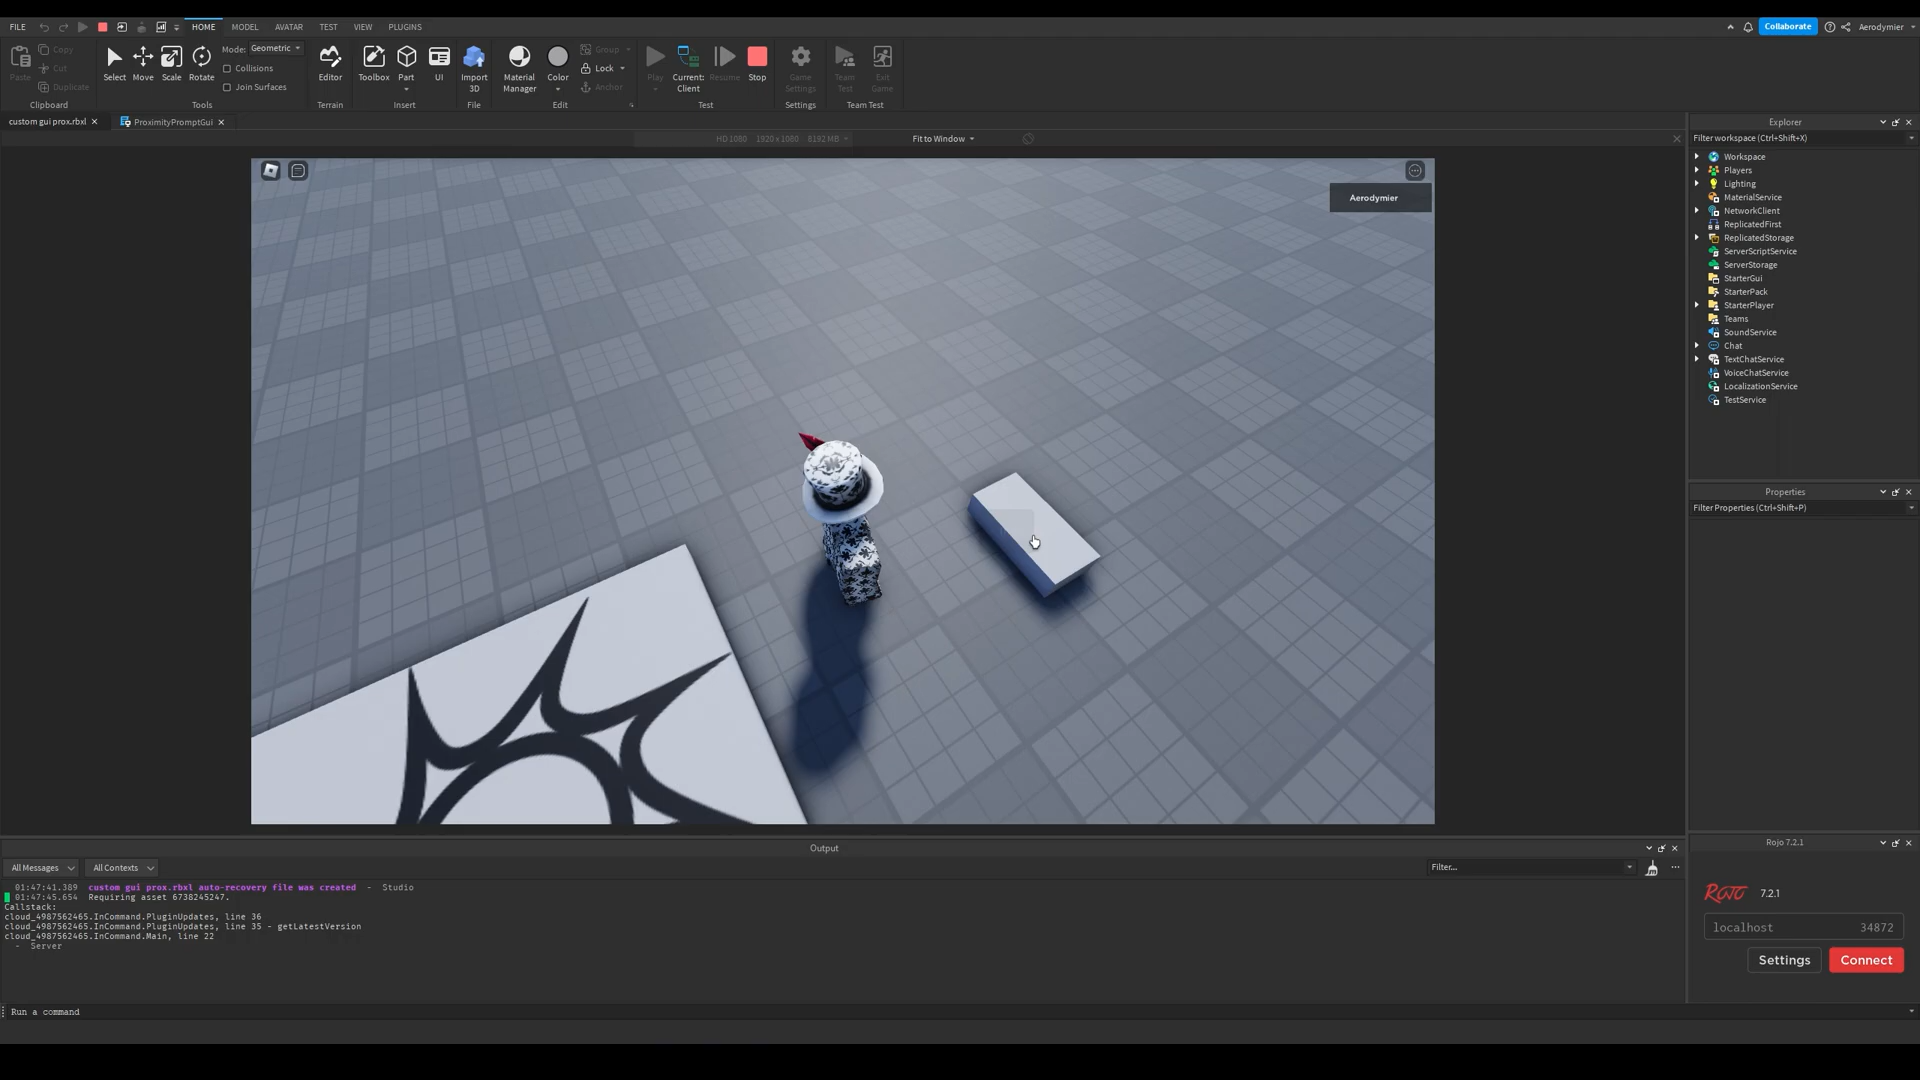 FILE HOME MODEL AVATAR TEST VIEW PLUGINS
Collaborate Aerodymier
Paste Copy Cut Duplicate Clipboard
Select Move Scale Rotate Mode: Geometric Collisions Join Surfaces Tools
Editor Terrain
Toolbox Part UI Insert
Import 3D File
Material Manager Color Group Lock Anchor Edit
Play Current: Client Resume Stop Test
Game Settings Settings
Team Test Exit Game Team Test
custom gui prox.rbxl
ProximityPromptGui
HD 1080 1920 x 1080 8192 MB
Fit to Window
Aerodymier
Explorer
Filter workspace (Ctrl+Shift+X)
Workspace
Players
Lighting
MaterialService
NetworkClient
ReplicatedFirst
ReplicatedStorage
ServerScriptService
ServerStorage
StarterGui
StarterPack
StarterPlayer
Teams
SoundService
Chat
TextChatService
VoiceChatService
LocalizationService
TestService
Properties
Filter Properties (Ctrl+Shift+P)
Output
All Messages All Contexts Filter...
01:47:41.389 custom gui prox.rbxl auto-recovery file was created - Studio
01:47:45.654 Requiring asset 6738245247.
Callstack:
cloud_4987562465.InCommand.PluginUpdates, line 36
cloud_4987562465.InCommand.PluginUpdates, line 35 - getLatestVersion
cloud_4987562465.InCommand.Main, line 22
- Server
Run a command
Rojo 7.2.1
ROJO 7.2.1
localhost 34872
Settings Connect